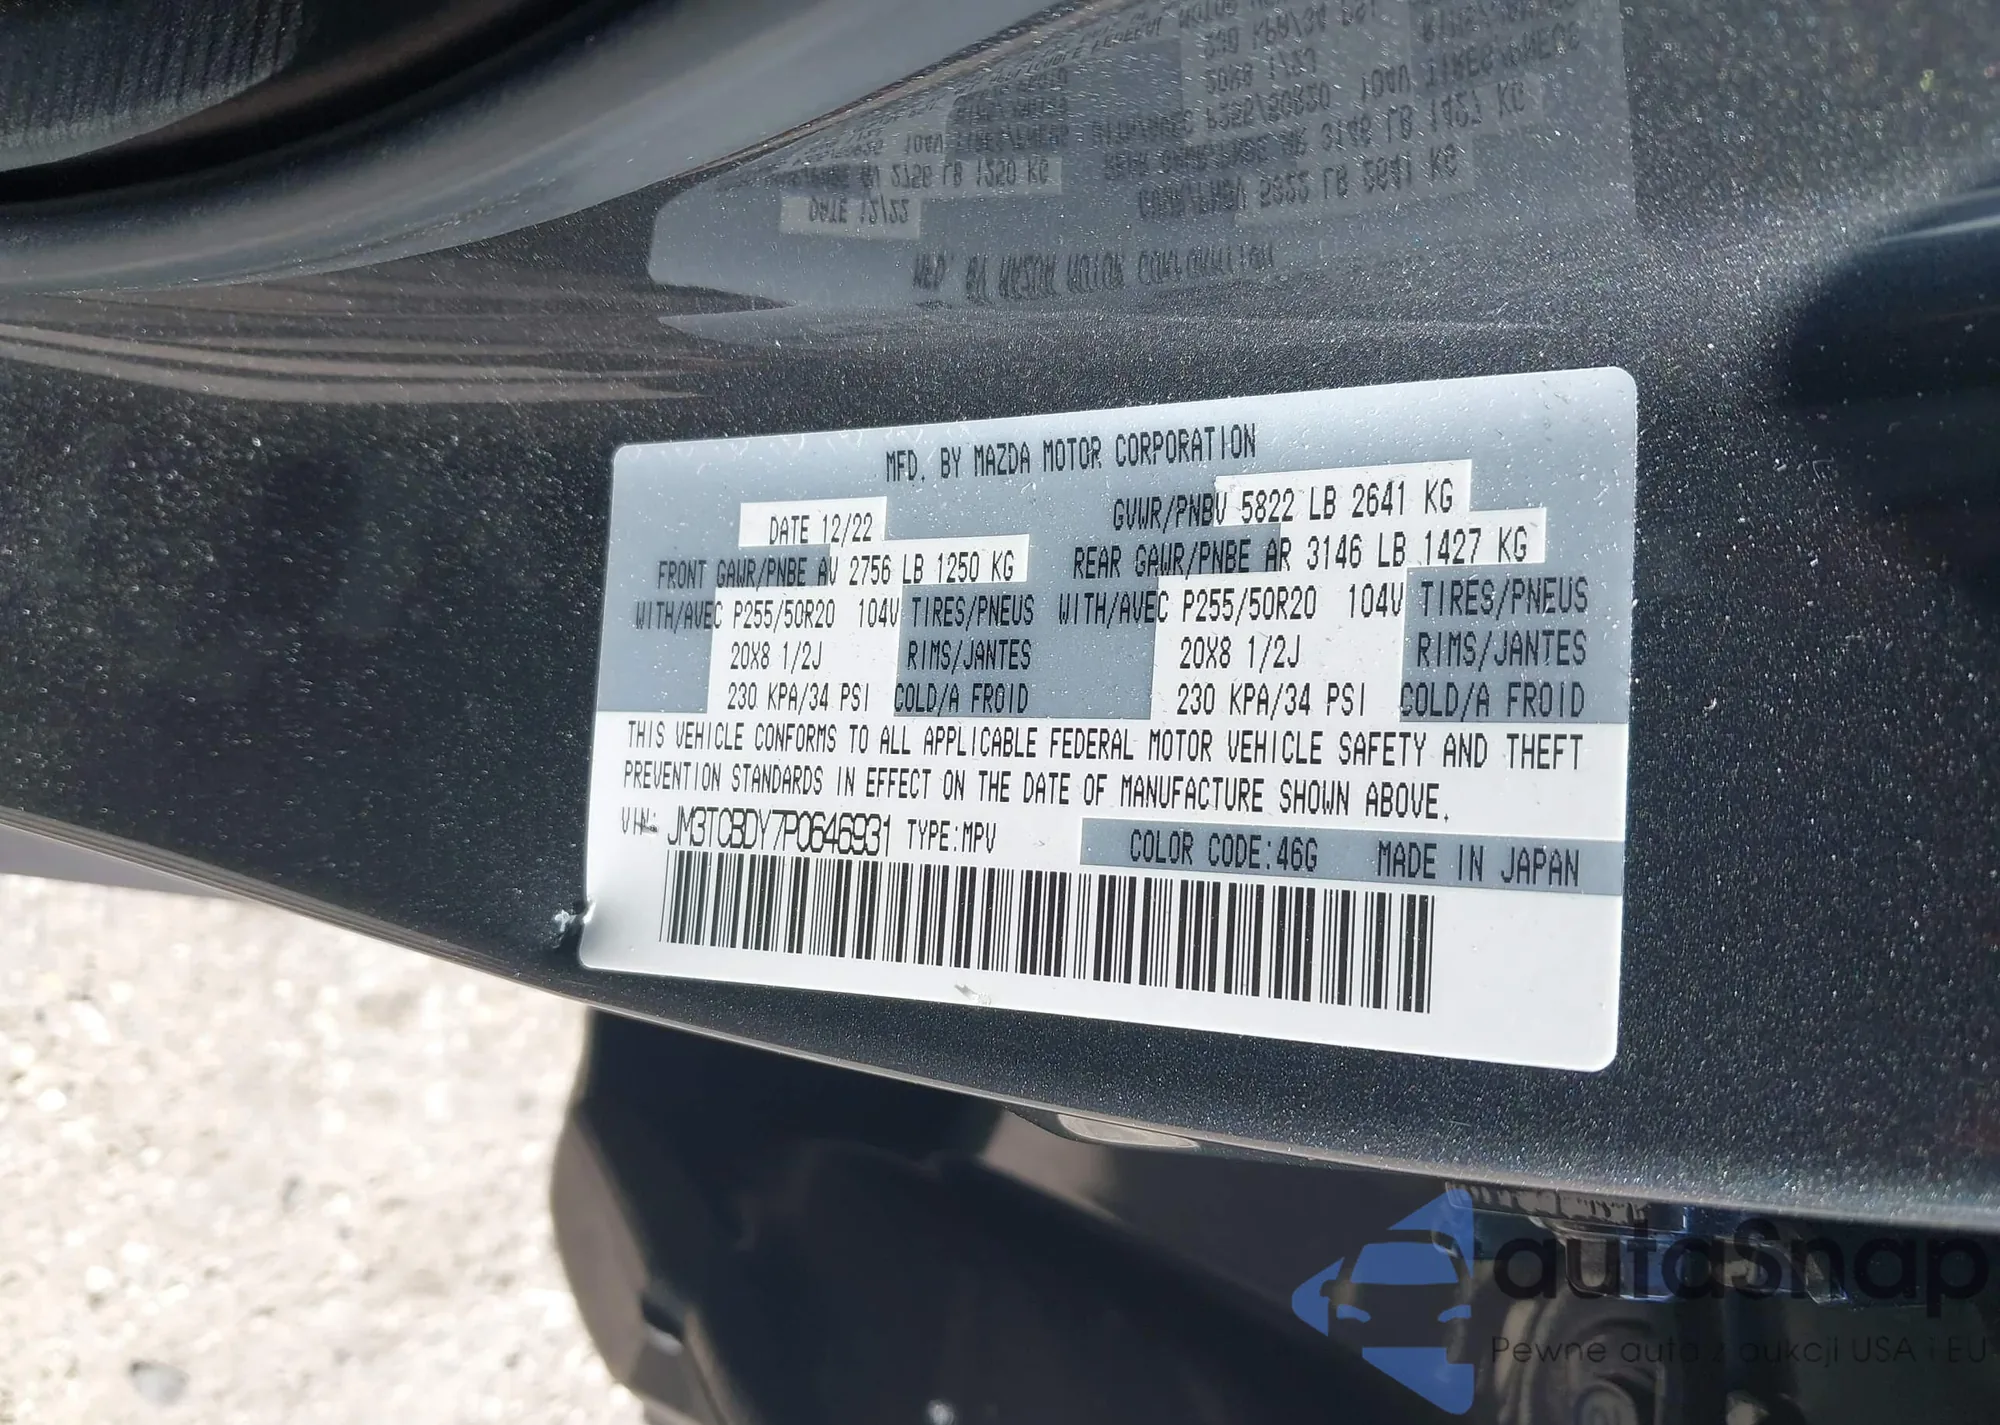 MFD. BY MAZDA MOTOR CORPORATION
DATE 12/22 GVWR/PNBV 5822 LB 2641 KG
FRONT GAWR/PNBE AV 2756 LB 1250 KG REAR GAWR/PNBE AR 3146 LB 1427 KG
WITH/AVEC P255/50R20 104V TIRES/PNEUS WITH/AVEC P255/50R20 104V TIRES/PNEUS
20X8 1/2J RIMS/JANTES 20X8 1/2J RIMS/JANTES
230 KPA/34 PSI COLD/A FROID 230 KPA/34 PSI COLD/A FROID
THIS VEHICLE CONFORMS TO ALL APPLICABLE FEDERAL MOTOR VEHICLE SAFETY AND THEFT
PREVENTION STANDARDS IN EFFECT ON THE DATE OF MANUFACTURE SHOWN ABOVE.
VIN: JM3TCBDY7P0646931 TYPE:MPV COLOR CODE:46G MADE IN JAPAN
autaSnap
Pewne auta z aukcji USA i EU